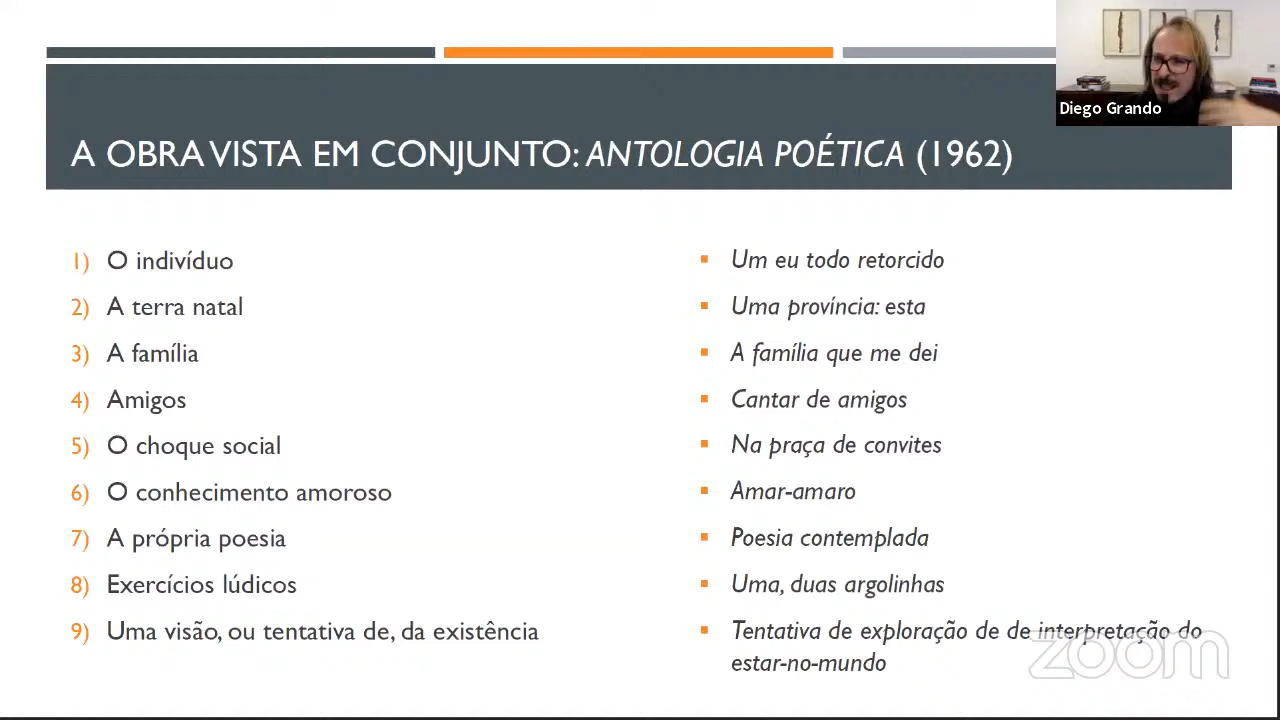 Diego Grando
A OBRA VISTA EM CONJUNTO: ANTOLOGIA POÉTICA (1962)
1) O indivíduo
2) A terra natal
3) A família
4) Amigos
5) O choque social
6) O conhecimento amoroso
7) A própria poesia
8) Exercícios lúdicos
9) Uma visão, ou tentativa de, da existência
▪ Um eu todo retorcido
▪ Uma província: esta
▪ A família que me dei
▪ Cantar de amigos
▪ Na praça de convites
▪ Amar-amaro
▪ Poesia contemplada
▪ Uma, duas argolinhas
▪ Tentativa de exploração de de interpretação do
estar-no-mundo
zoom